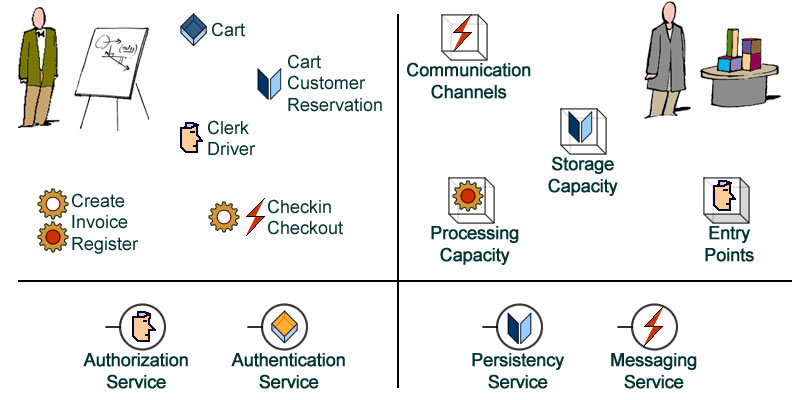 Cart
Cart
Customer
Reservation
Clerk
Driver
Create
Invoice
Register
Checkin
Checkout
Communication
Channels
Storage
Capacity
Processing
Capacity
Entry
Points
Authorization
Service
Authentication
Service
Persistency
Service
Messaging
Service